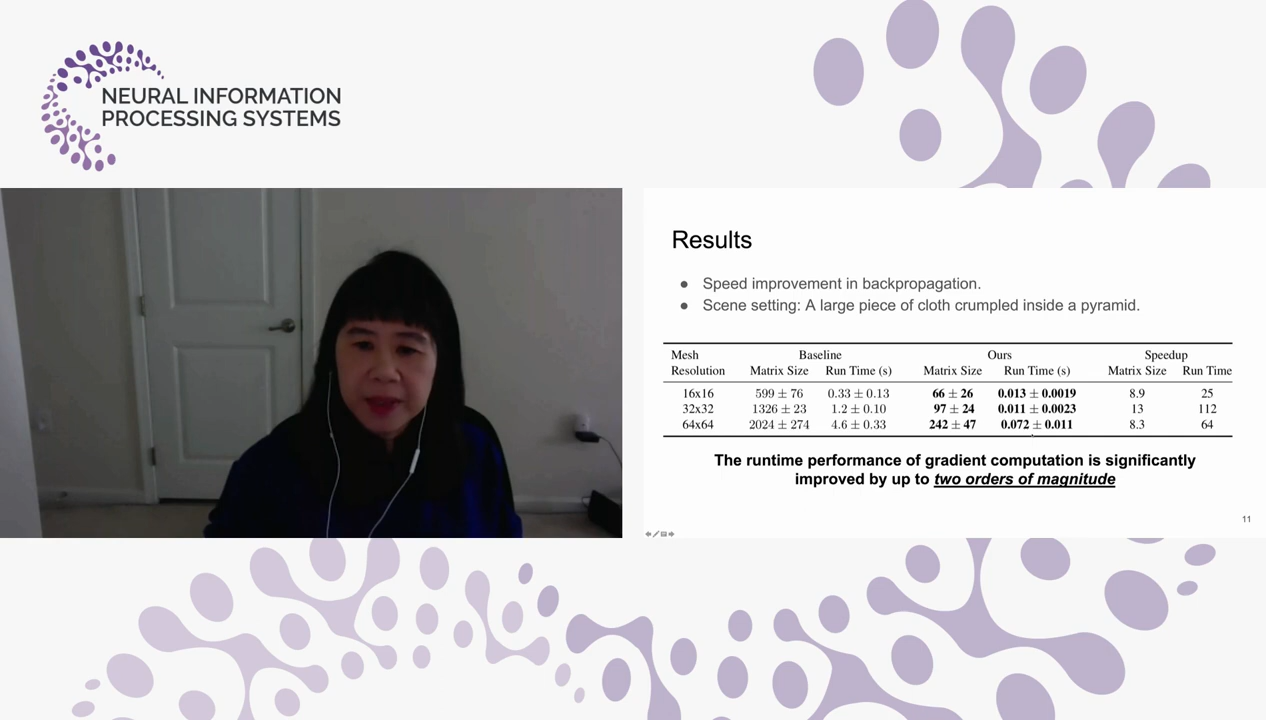 NEURAL INFORMATION
PROCESSING SYSTEMS
Results
● Speed improvement in backpropagation.
● Scene setting: A large piece of cloth crumpled inside a pyramid.
Mesh Baseline Ours Speedup
Resolution Matrix Size Run Time (s) Matrix Size Run Time (s) Matrix Size Run Time
16x16 599 ± 76 0.33 ± 0.13 66 ± 26 0.013 ± 0.0019 8.9 25
32x32 1326 ± 23 1.2 ± 0.10 97 ± 24 0.011 ± 0.0023 13 112
64x64 2024 ± 274 4.6 ± 0.33 242 ± 47 0.072 ± 0.011 8.3 64
The runtime performance of gradient computation is significantly
improved by up to two orders of magnitude
11